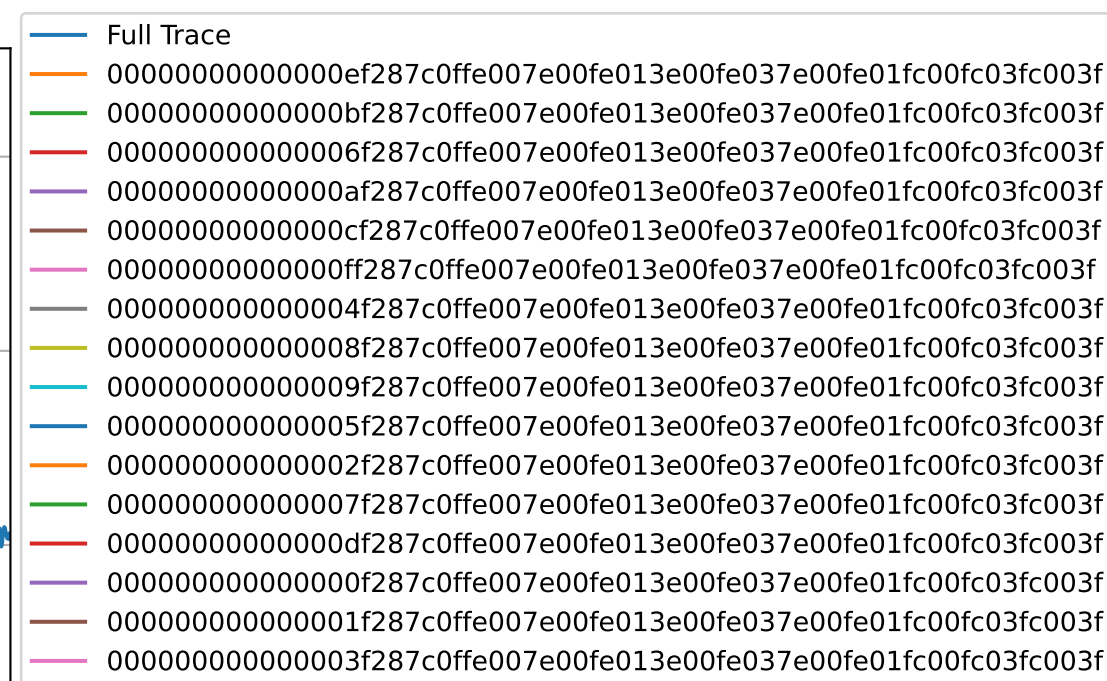 Full Trace
00000000000000ef287c0ffe007e00fe013e00fe037e00fe01fc00fc03fc003f
00000000000000bf287c0ffe007e00fe013e00fe037e00fe01fc00fc03fc003f
000000000000006f287c0ffe007e00fe013e00fe037e00fe01fc00fc03fc003f
00000000000000af287c0ffe007e00fe013e00fe037e00fe01fc00fc03fc003f
00000000000000cf287c0ffe007e00fe013e00fe037e00fe01fc00fc03fc003f
00000000000000ff287c0ffe007e00fe013e00fe037e00fe01fc00fc03fc003f
000000000000004f287c0ffe007e00fe013e00fe037e00fe01fc00fc03fc003f
000000000000008f287c0ffe007e00fe013e00fe037e00fe01fc00fc03fc003f
000000000000009f287c0ffe007e00fe013e00fe037e00fe01fc00fc03fc003f
000000000000005f287c0ffe007e00fe013e00fe037e00fe01fc00fc03fc003f
000000000000002f287c0ffe007e00fe013e00fe037e00fe01fc00fc03fc003f
000000000000007f287c0ffe007e00fe013e00fe037e00fe01fc00fc03fc003f
00000000000000df287c0ffe007e00fe013e00fe037e00fe01fc00fc03fc003f
000000000000000f287c0ffe007e00fe013e00fe037e00fe01fc00fc03fc003f
000000000000001f287c0ffe007e00fe013e00fe037e00fe01fc00fc03fc003f
000000000000003f287c0ffe007e00fe013e00fe037e00fe01fc00fc03fc003f